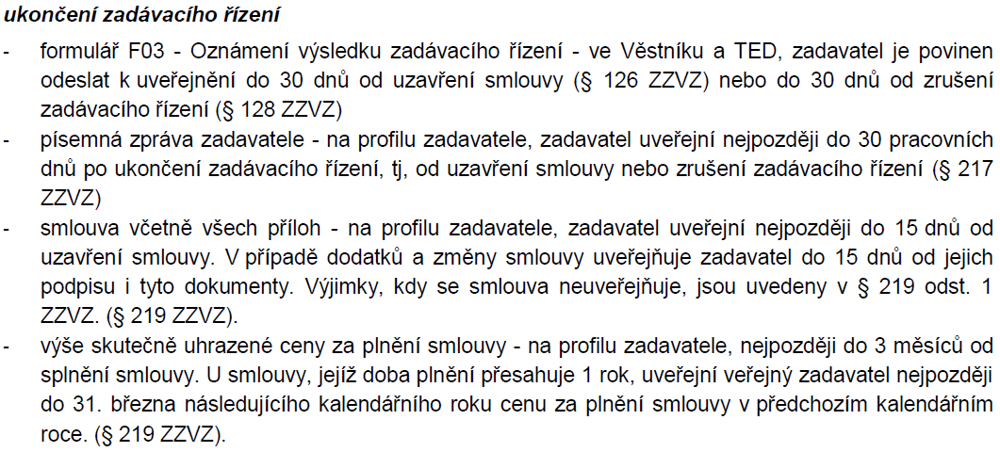 ukončení zadávacího řízení
- formulář F03 - Oznámení výsledku zadávacího řízení - ve Věstníku a TED, zadavatel je povinen
odeslat k uveřejnění do 30 dnů od uzavření smlouvy (§ 126 ZZVZ) nebo do 30 dnů od zrušení
zadávacího řízení (§ 128 ZZVZ)
- písemná zpráva zadavatele - na profilu zadavatele, zadavatel uveřejní nejpozději do 30 pracovních
dnů po ukončení zadávacího řízení, tj, od uzavření smlouvy nebo zrušení zadávacího řízení (§ 217
ZZVZ)
- smlouva včetně všech příloh - na profilu zadavatele, zadavatel uveřejní nejpozději do 15 dnů od
uzavření smlouvy. V případě dodatků a změny smlouvy uveřejňuje zadavatel do 15 dnů od jejich
podpisu i tyto dokumenty. Výjimky, kdy se smlouva neuveřejňuje, jsou uvedeny v § 219 odst. 1
ZZVZ. (§ 219 ZZVZ).
- výše skutečně uhrazené ceny za plnění smlouvy - na profilu zadavatele, nejpozději do 3 měsíců od
splnění smlouvy. U smlouvy, jejíž doba plnění přesahuje 1 rok, uveřejní veřejný zadavatel nejpozději
do 31. března následujícího kalendářního roku cenu za plnění smlouvy v předchozím kalendářním
roce. (§ 219 ZZVZ).